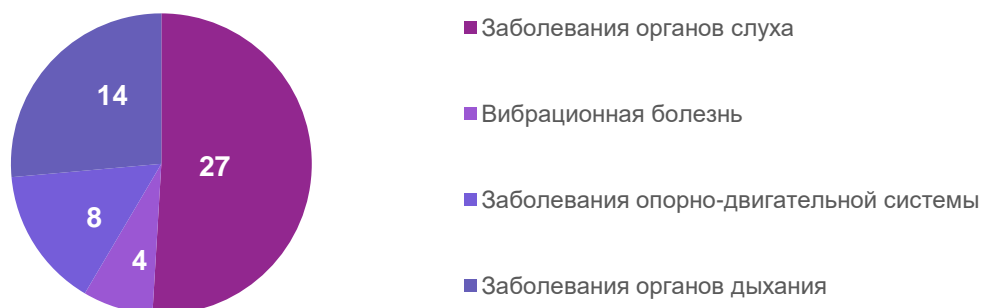 14
27
8
4
Заболевания органов слуха
Вибрационная болезнь
Заболевания опорно-двигательной системы
Заболевания органов дыхания